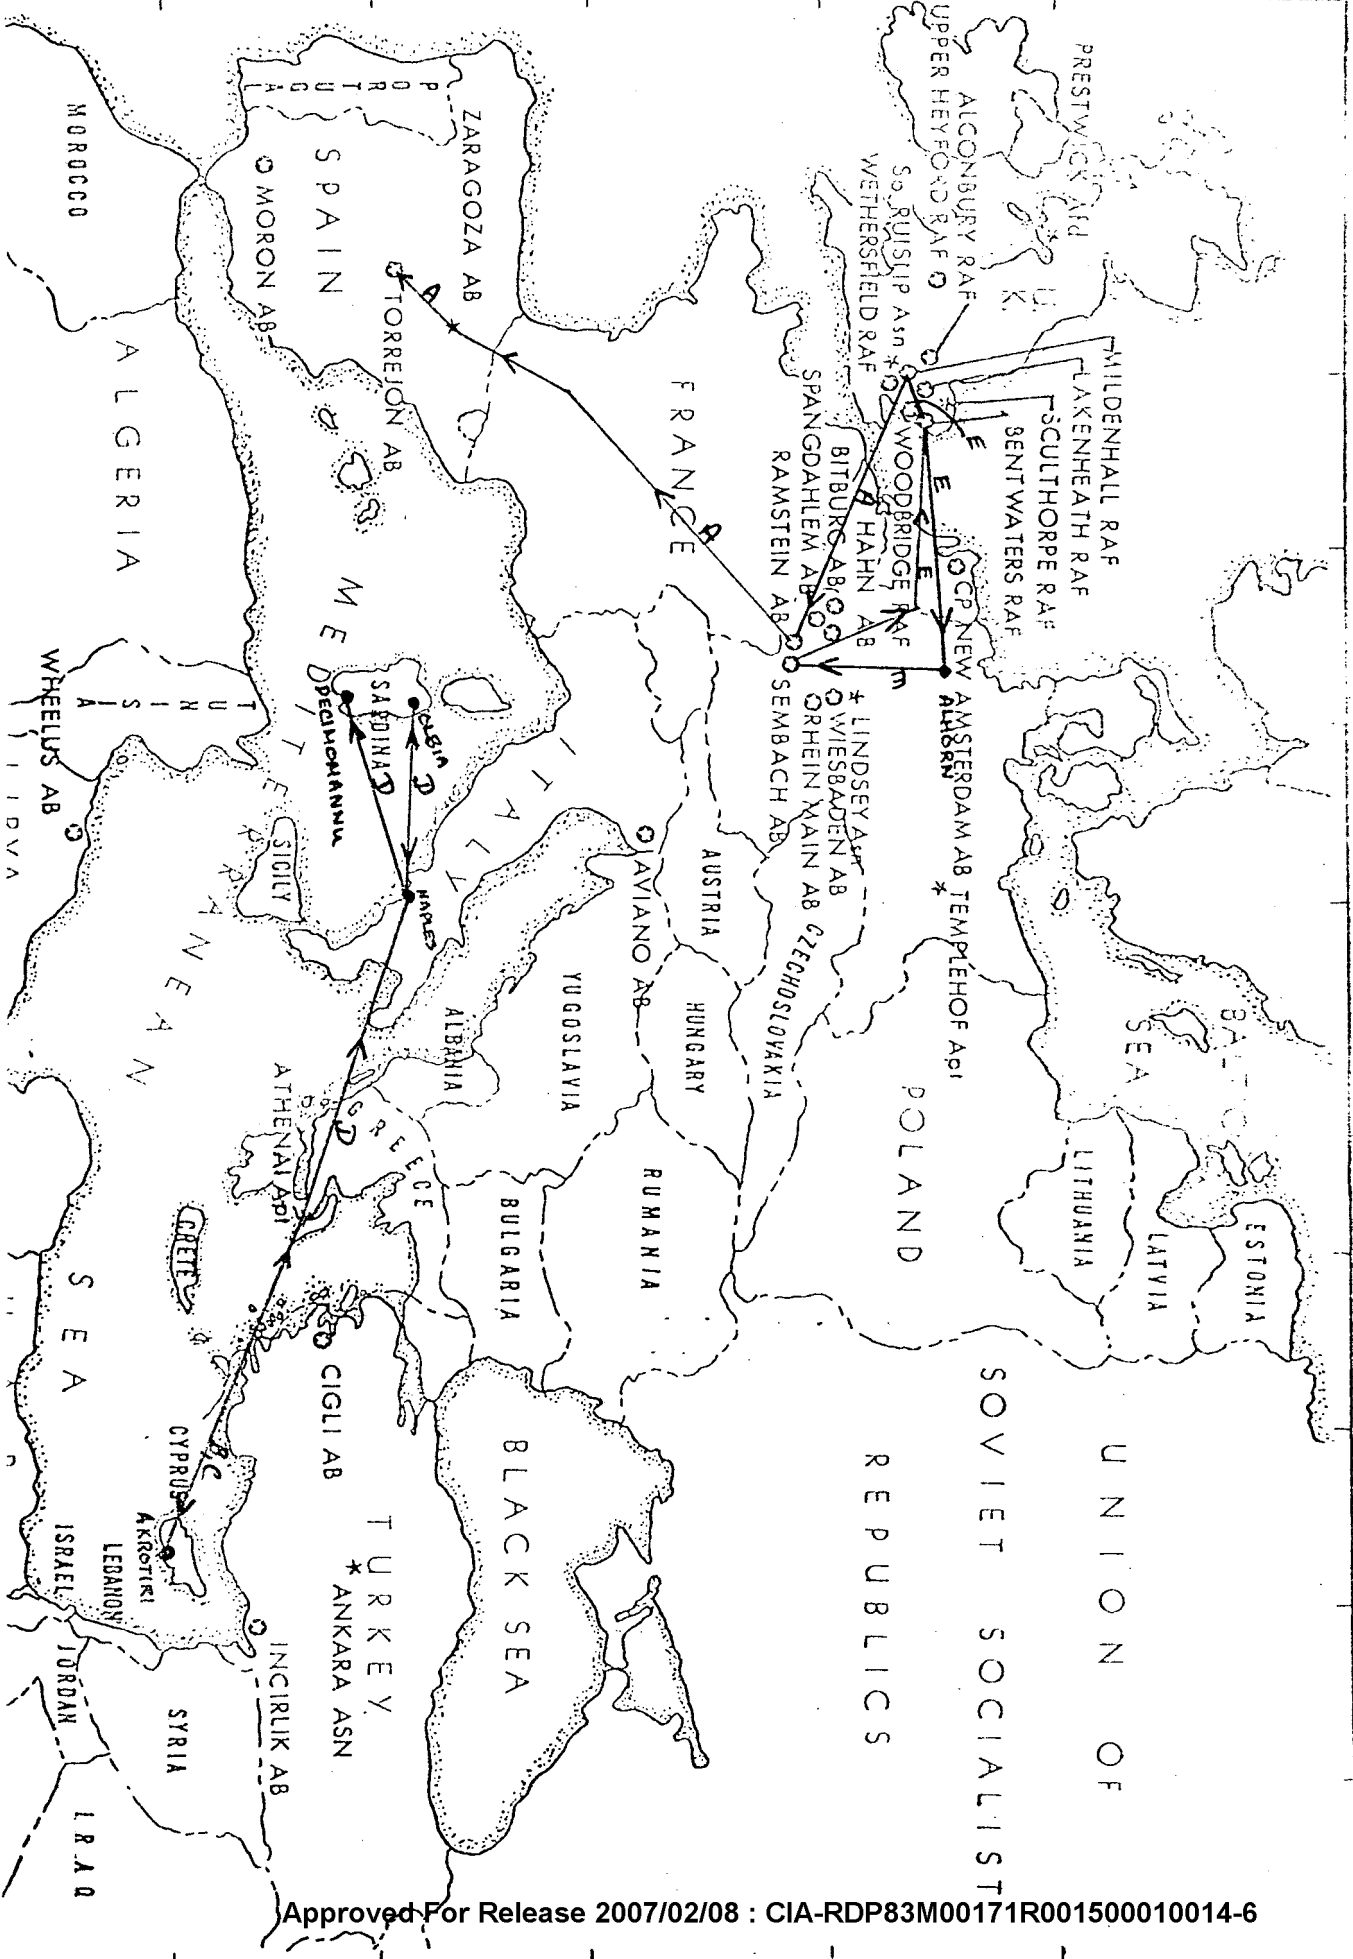 PRESTWICK Afd
U. K.
UPPER HEYFORD RAF
ALCONBURY RAF
So. RUISLIP Asn
WETHERSFIELD RAF
MILDENHALL RAF
LAKENHEATH RAF
SCULTHORPE RAF
BENTWATERS RAF
WOODBRIDGE RAF
E
E
E
E
A
HAHN AB
BITBURG AB
SPANGDAHLEM AB
RAMSTEIN AB
SEMBACH AB
CP NEW AMSTERDAM AB
ALHORN
TEMPLEHOF Apt
* LINDSEY Asn
WIESBADEN AB
RHEIN MAIN AB
BALTIC
SEA
ESTONIA
LATVIA
LITHUANIA
POLAND
CZECHOSLOVAKIA
AUSTRIA
HUNGARY
RUMANIA
YUGOSLAVIA
BULGARIA
ALBANIA
GREECE
UNION OF
SOVIET SOCIALIST
REPUBLICS
FRANCE
A
A
PORTUGAL
SPAIN
ZARAGOZA AB
TORREJON AB
MORON AB
MOROCCO
ALGERIA
TUNISIA
WHEELUS AB
LIBYA
ITALY
AVIANO AB
SARDINA
OLBIA
D
D
DECIMOMANNU
NAPLES
SICILY
MEDITERRANEAN
SEA
ATHENAI Apt
D
CRETE
CIGLI AB
BLACK SEA
TURKEY
* ANKARA ASN
INCIRLIK AB
B,C
CYPRUS
AKROTIRI
LEBANON
ISRAEL
JORDAN
SYRIA
IRAQ
Approved For Release 2007/02/08 : CIA-RDP83M00171R001500010014-6